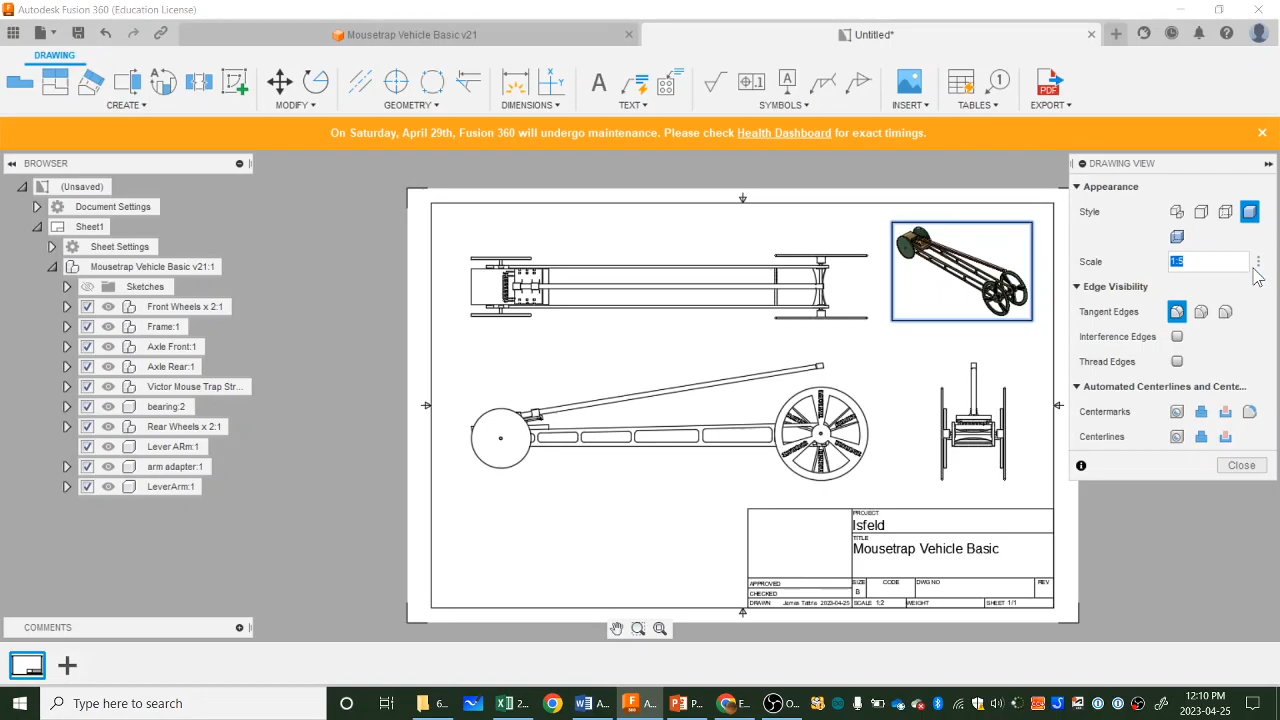 Autodesk Fusion 360 (Education License)
Mousetrap Vehicle Basic v21
Untitled*
DRAWING
CREATE
MODIFY
GEOMETRY
DIMENSIONS
TEXT
SYMBOLS
INSERT
TABLES
EXPORT
On Saturday, April 29th, Fusion 360 will undergo maintenance. Please check Health Dashboard for exact timings.
BROWSER
(Unsaved)
Document Settings
Sheet1
Sheet Settings
Mousetrap Vehicle Basic v21:1
Sketches
Front Wheels x 2:1
Frame:1
Axle Front:1
Axle Rear:1
Victor Mouse Trap Str...
bearing:2
Rear Wheels x 2:1
Lever ARm:1
arm adapter:1
LeverArm:1
COMMENTS
PROJECT
Isfeld
TITLE
Mousetrap Vehicle Basic
APPROVED
CHECKED
DRAWN James Tattra 2023-04-25
SIZE
B
CODE
DWG NO
REV
SCALE 1:2
WEIGHT
SHEET 1/1
DRAWING VIEW
Appearance
Style
Scale 1:5
Edge Visibility
Tangent Edges
Interference Edges
Thread Edges
Automated Centerlines and Cente...
Centermarks
Centerlines
Close
Type here to search
6...
2...
A...
A...
P...
E...
O...
12:10 PM
2023-04-25